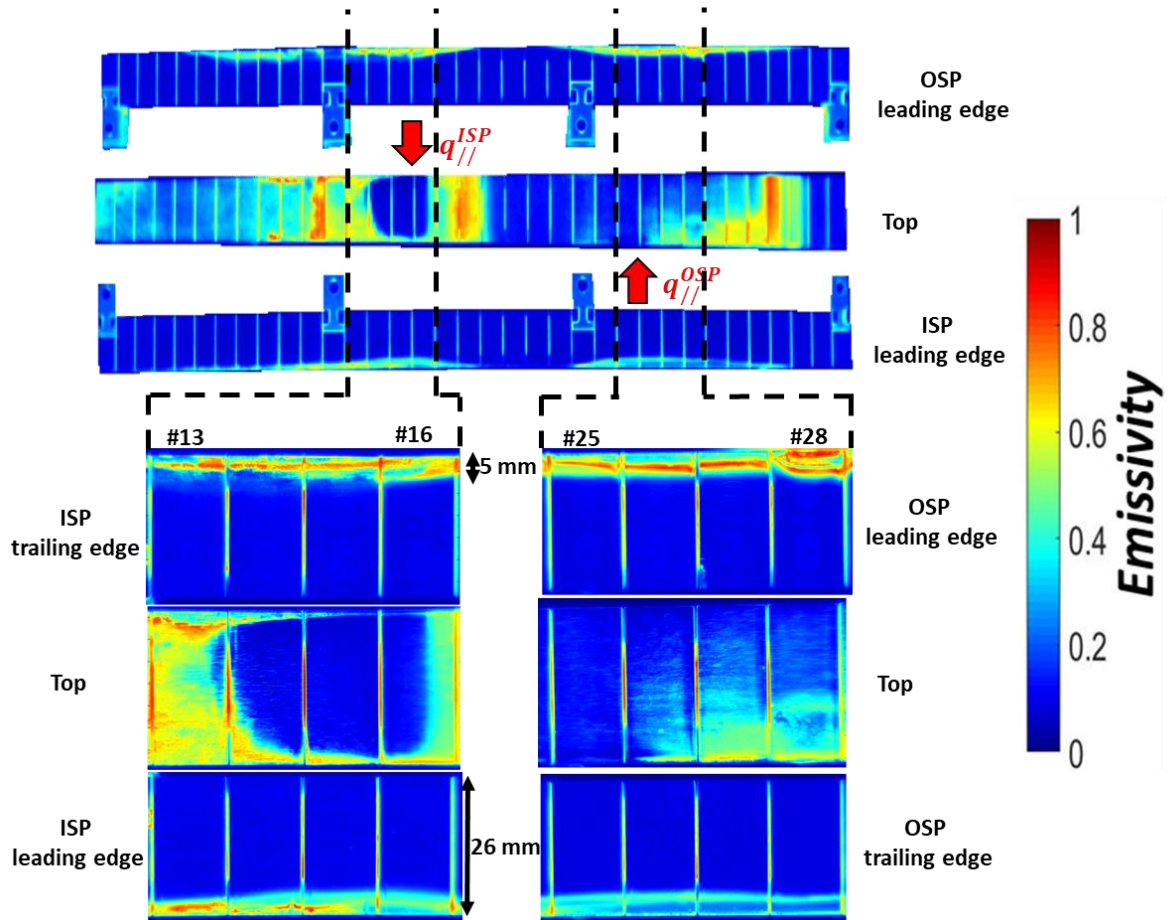 OSP
leading edge
q_{//}^{ISP}
Top
q_{//}^{OSP}
ISP
leading edge
1
0.8
0.6
0.4
0.2
0
Emissivity
#13 #16
5 mm
#25 #28
ISP
trailing edge
OSP
leading edge
Top
Top
ISP
leading edge
26 mm
OSP
trailing edge